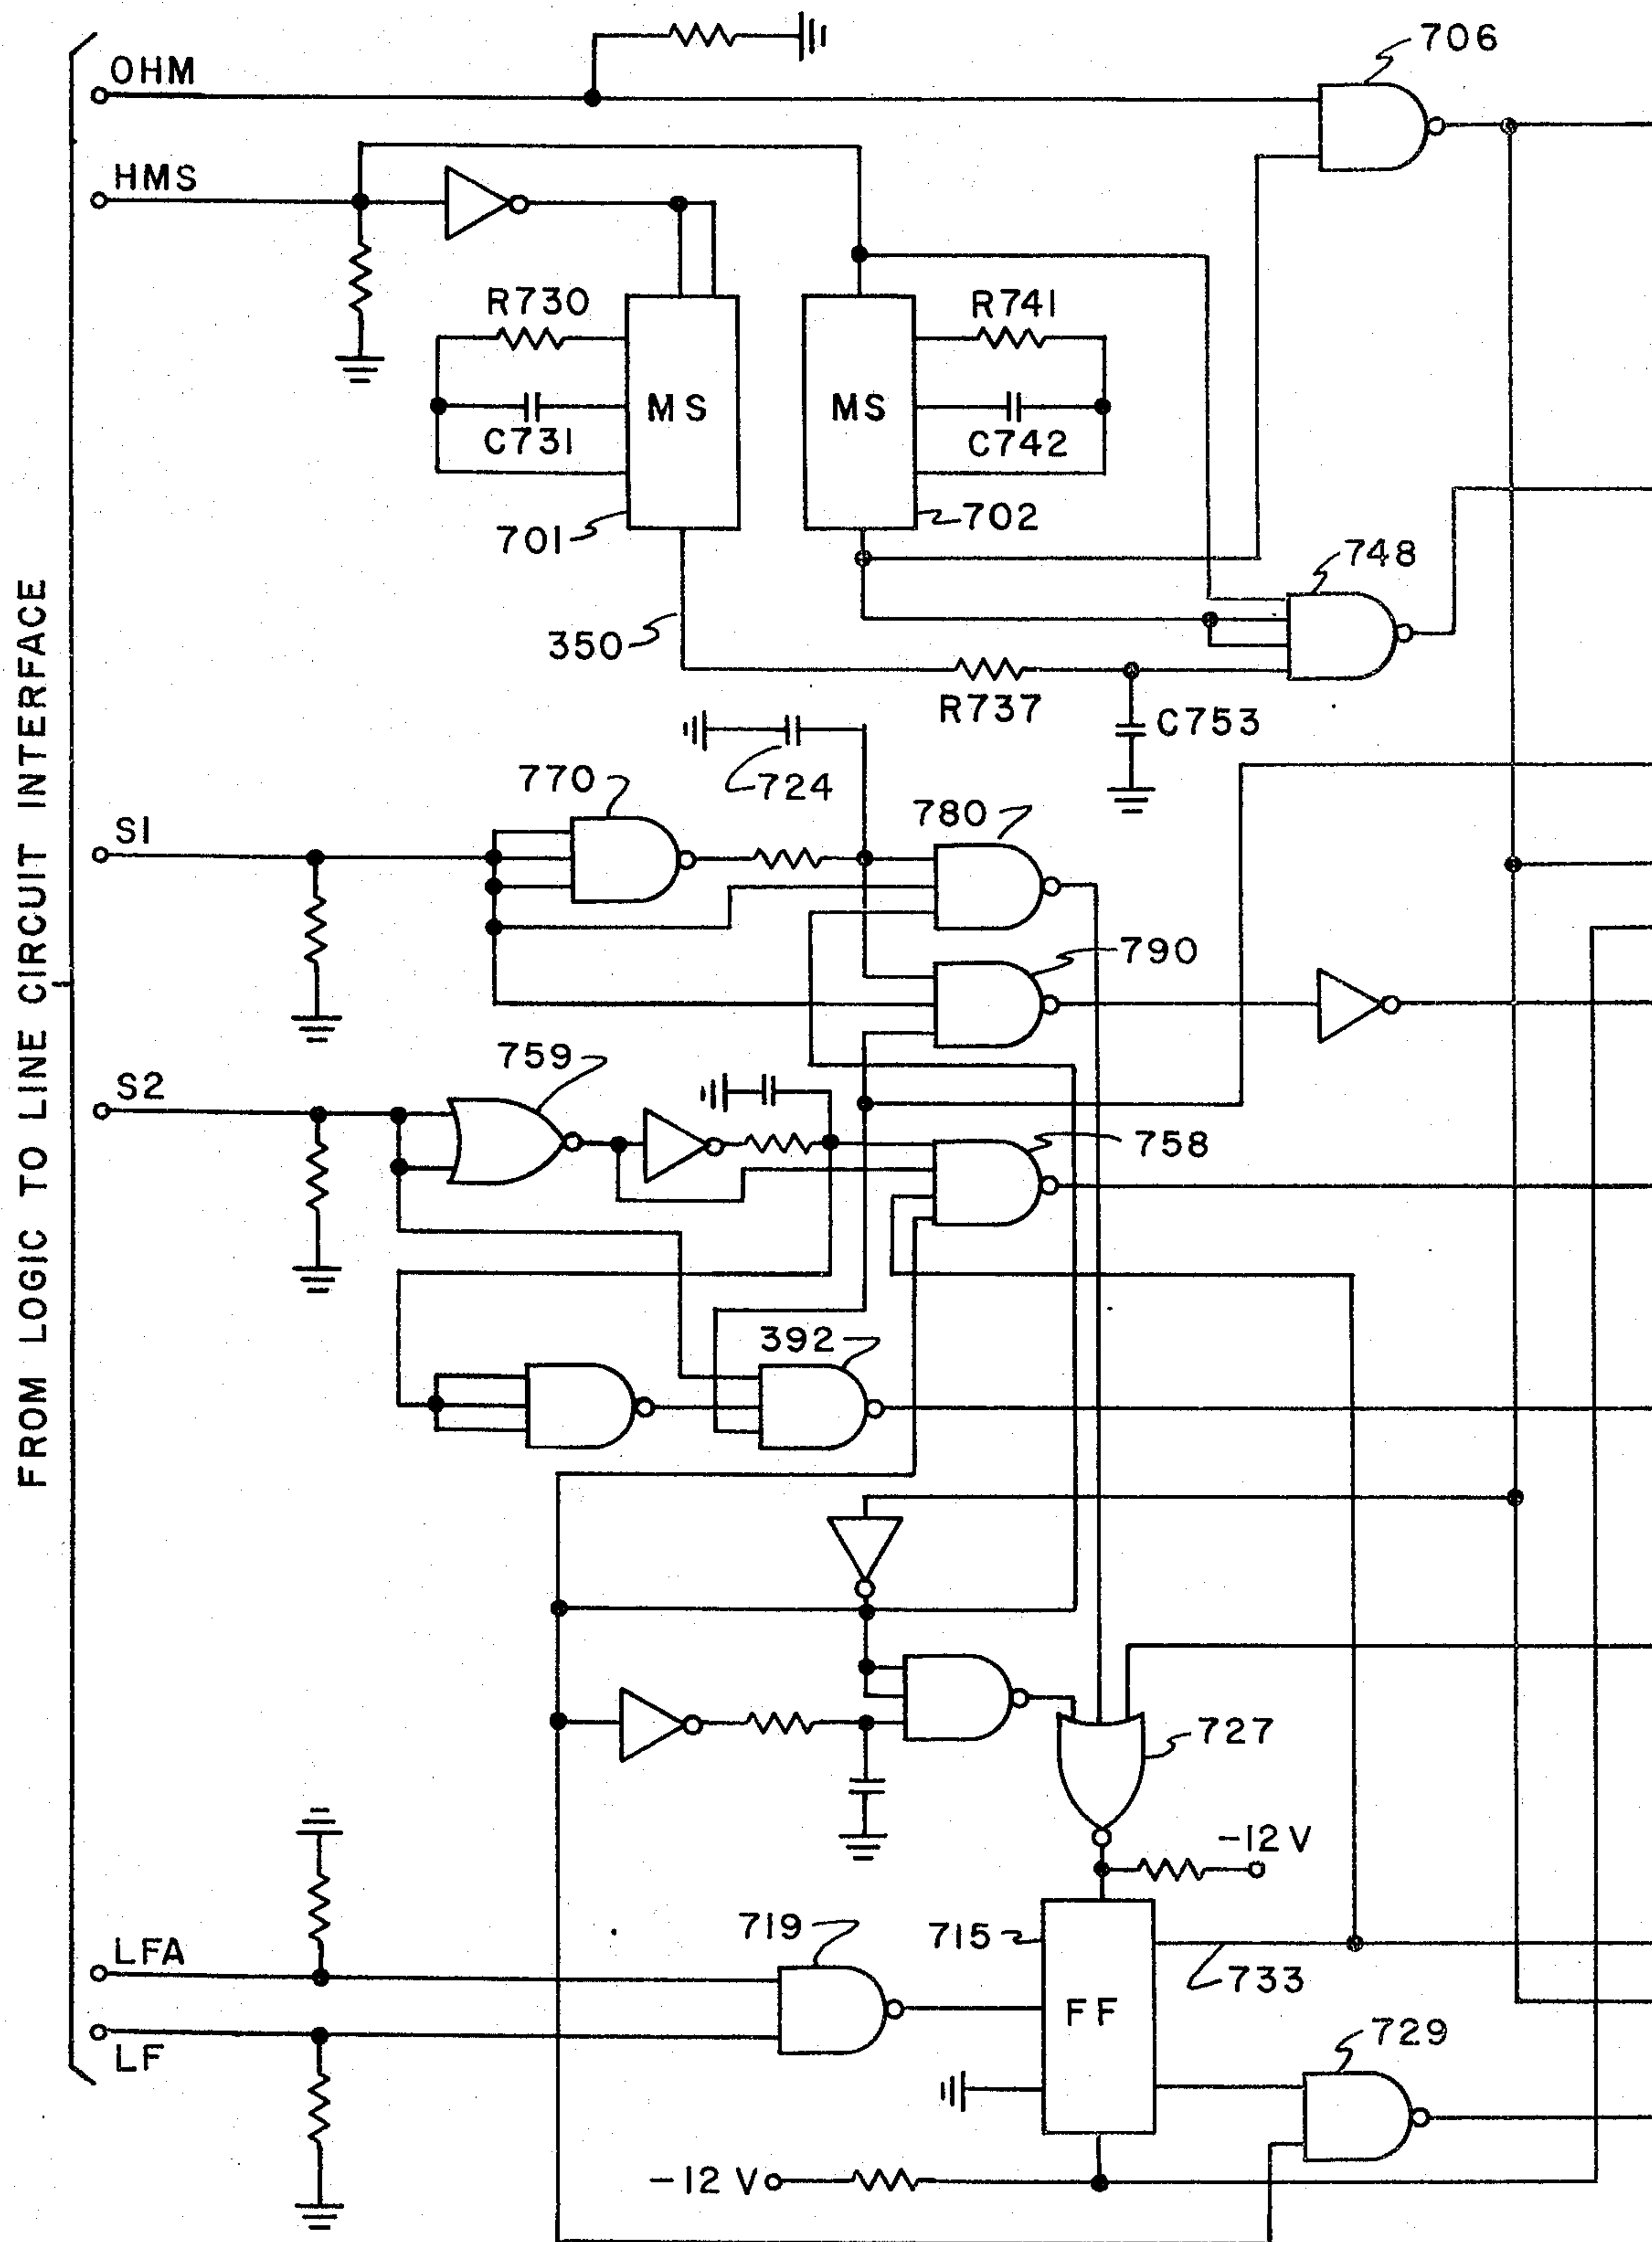 FROM LOGIC TO LINE CIRCUIT INTERFACE
OHM
706
HMS
R730
R741
MS
MS
C731
C742
701
702
748
350
R737
C753
724
770
780
S1
790
759
S2
758
392
727
-12 V
719
715
LFA
733
FF
LF
729
-12 V